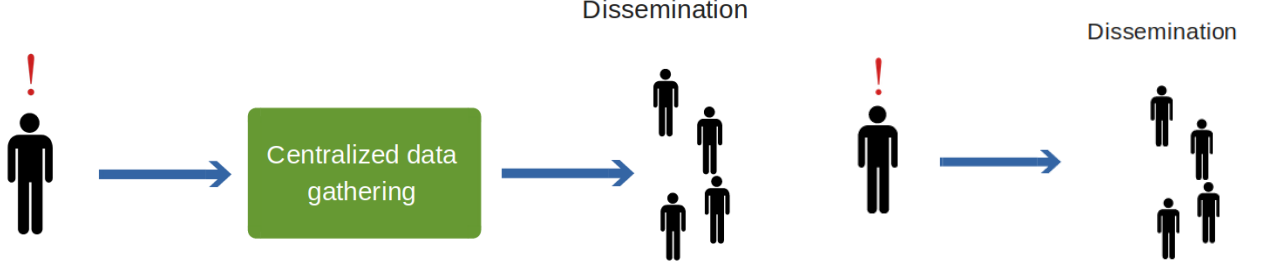 Dissemination
!
Centralized data
gathering
!
Dissemination